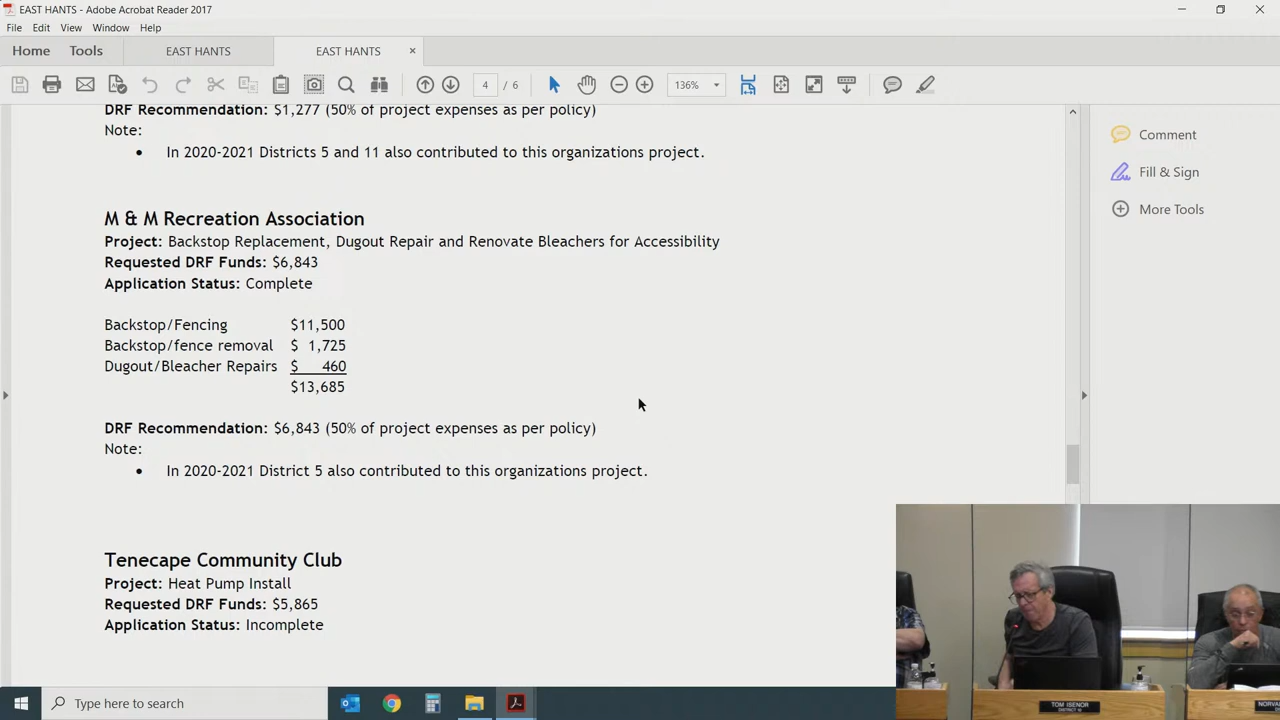 EAST HANTS - Adobe Acrobat Reader 2017
File Edit View Window Help
Home Tools EAST HANTS EAST HANTS ×
4 / 6 136%
DRF Recommendation: $1,277 (50% of project expenses as per policy)
Note:
• In 2020-2021 Districts 5 and 11 also contributed to this organizations project.
M & M Recreation Association
Project: Backstop Replacement, Dugout Repair and Renovate Bleachers for Accessibility
Requested DRF Funds: $6,843
Application Status: Complete
Backstop/Fencing $11,500
Backstop/fence removal $ 1,725
Dugout/Bleacher Repairs $ 460
$13,685
DRF Recommendation: $6,843 (50% of project expenses as per policy)
Note:
• In 2020-2021 District 5 also contributed to this organizations project.
Tenecape Community Club
Project: Heat Pump Install
Requested DRF Funds: $5,865
Application Status: Incomplete
Comment
Fill & Sign
More Tools
TOM ISENOR
DISTRICT 10
NORVAL
Type here to search